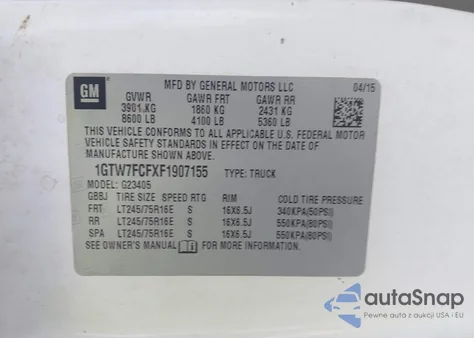 GM
MFD BY GENERAL MOTORS LLC 04/15
GVWR GAWR FRT GAWR RR
3901 KG 1860 KG 2431 KG
8600 LB 4100 LB 5360 LB
THIS VEHICLE CONFORMS TO ALL APPLICABLE U.S. FEDERAL MOTOR
VEHICLE SAFETY STANDARDS IN EFFECT ON THE DATE OF
MANUFACTURE SHOWN ABOVE.
1GTW7FCFXF1907155 TYPE: TRUCK
MODEL: G23405
GBBJ TIRE SIZE SPEED RTG RIM COLD TIRE PRESSURE
FRT LT245/75R16E S 16X6.5J 340KPA(50PSI)
RR LT245/75R16E S 16X6.5J 550KPA(80PSI)
SPA LT245/75R16E S 16X6.5J 550KPA(80PSI)
SEE OWNER'S MANUAL FOR MORE INFORMATION.
autoSnap
Pewne auta z aukcji USA i EU